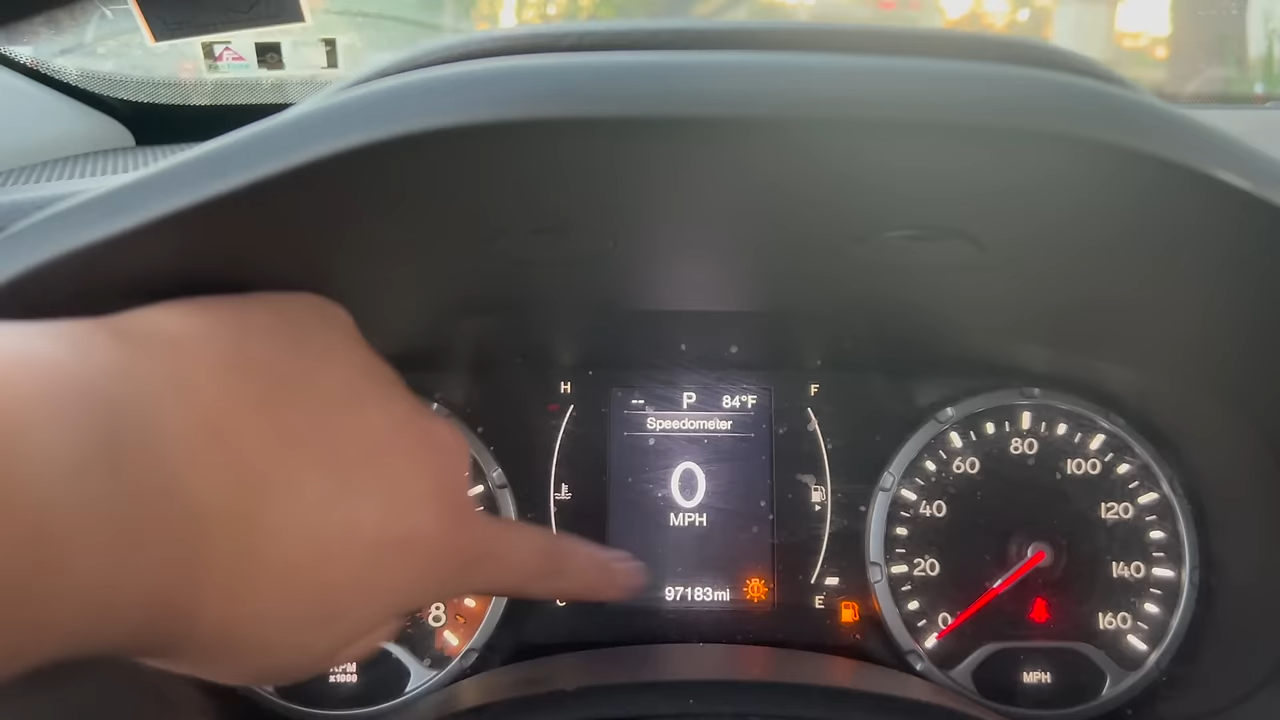 H
F
-- P 84°F
Speedometer
0
MPH
97183mi
C
E
8
RPM
x1000
0
20
40
60
80
100
120
140
160
MPH